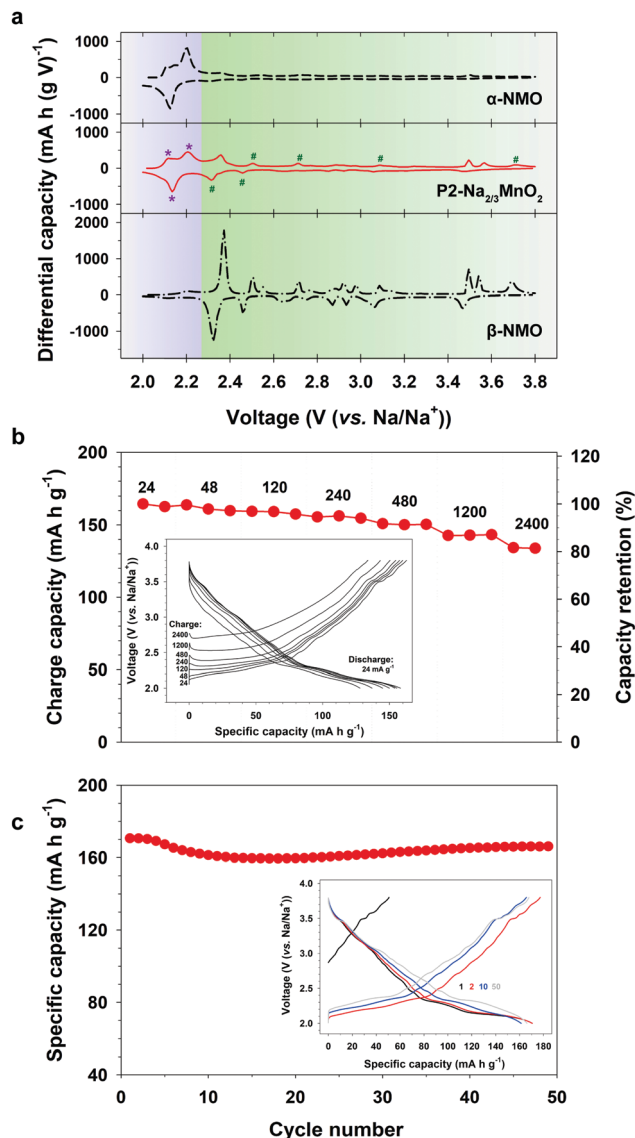 a
Differential capacity (mA h (g V)⁻¹)
1000
0
-1000
α-NMO
1000
0
-1000
* * # # # #
* # #
P2-Na₂/₃MnO₂
1000
0
-1000
β-NMO
2.0 2.2 2.4 2.6 2.8 3.0 3.2 3.4 3.6 3.8
Voltage (V (vs. Na/Na⁺))
b
Charge capacity (mA h g⁻¹)
200
150
100
50
0
24 48 120 240 480 1200 2400
Capacity retention (%)
120
100
80
60
40
20
0
Voltage (V (vs. Na/Na⁺))
4.0
3.5
3.0
2.5
2.0
Charge:
2400
1200
480
240
120
48
24
Discharge:
24 mA g⁻¹
0 50 100 150
Specific capacity (mA h g⁻¹)
c
Specific capacity (mA h g⁻¹)
200
160
120
80
40
Voltage (V (vs. Na/Na⁺))
4.0
3.5
3.0
2.5
2.0
1 2 10 50
0 20 40 60 80 100 120 140 160 180
Specific capacity (mA h g⁻¹)
0 10 20 30 40 50
Cycle number